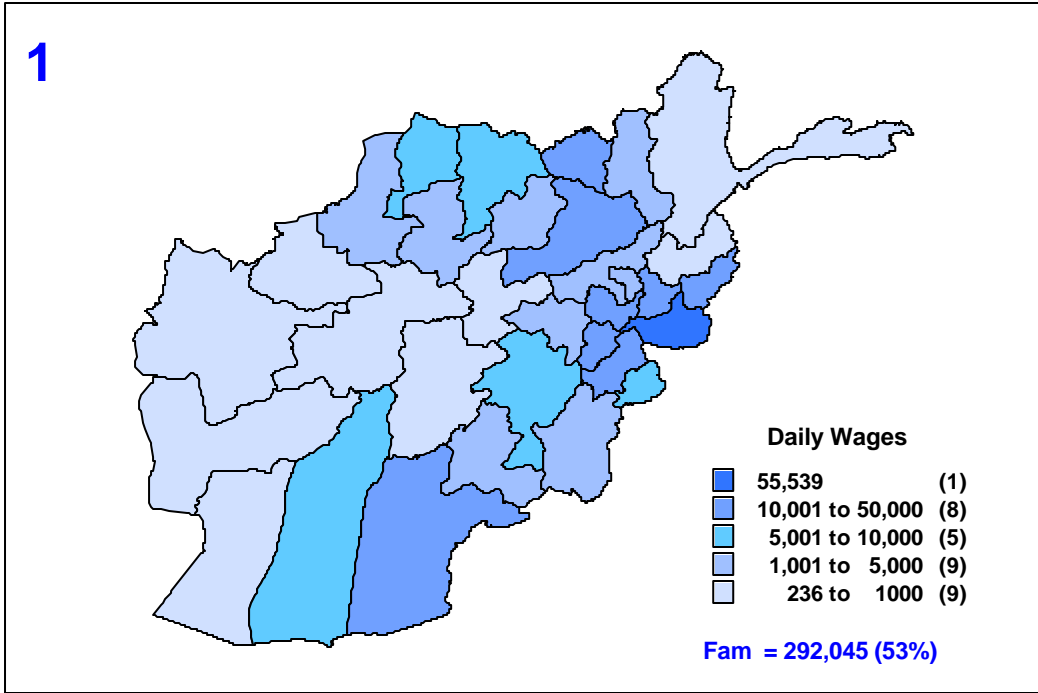 1
Daily Wages
55,539 (1)
10,001 to 50,000 (8)
5,001 to 10,000 (5)
1,001 to 5,000 (9)
236 to 1000 (9)
Fam = 292,045 (53%)